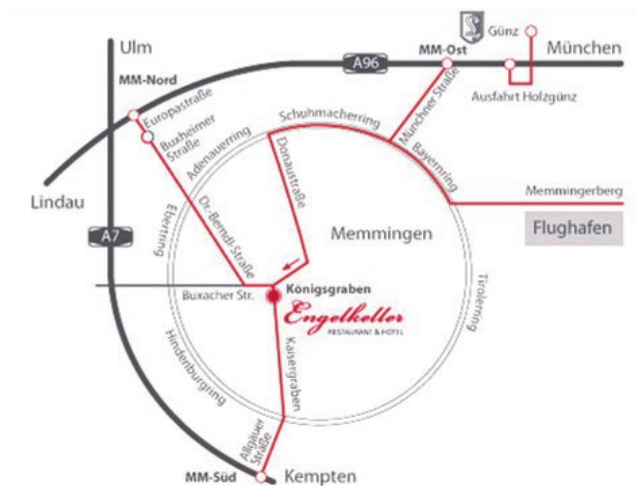 Ulm
Günz
MM-Ost
München
A96
MM-Nord
Europastraße
Buxheimer
Straße
Schuhmacherring
Münchner Straße
Ausfahrt Holzgünz
Adenauerring
Donaustraße
Bayernring
Lindau
Memmingerberg
Ebertring
Dr.-Berndl-Straße
Memmingen
Flughafen
A7
Königsgraben
Buxacher Str.
Engelkeller
RESTAURANT & HOTEL
Tirolerring
Hindenburgring
Kaisergraben
Allgäuer
Straße
MM-Süd
Kempten